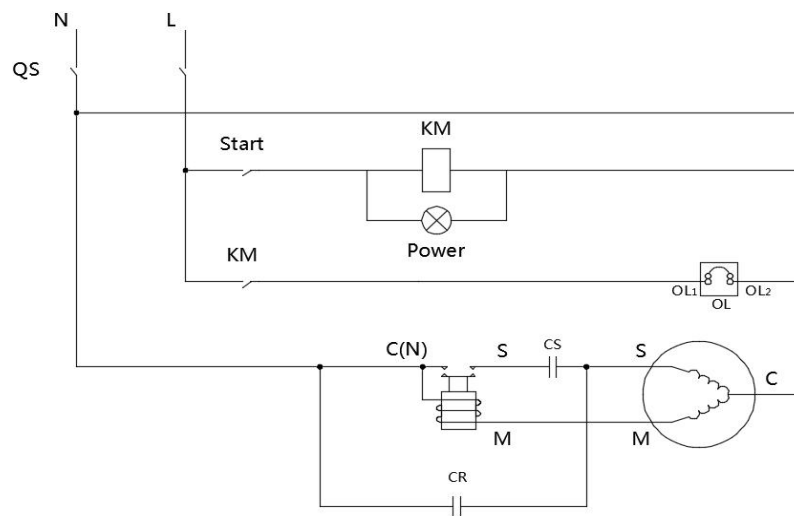 N L
QS
KM
Start
Power
KM
OL1 OL2
OL
C(N) S CS S
C
M M
CR